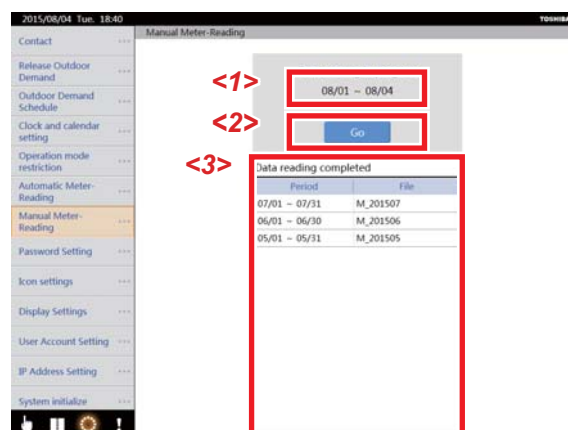 2015/08/04 Tue. 18:40
TOSHIBA
Manual Meter-Reading
Contact
Release Outdoor
Demand
Outdoor Demand
Schedule
Clock and calendar
setting
Operation mode
restriction
Automatic Meter-
Reading
Manual Meter-
Reading
Password Setting
Icon settings
Display Settings
User Account Setting
IP Address Setting
System initialize
<1>
08/01 ~ 08/04
<2>
Go
<3>
Data reading completed
Period File
07/01 ~ 07/31 M_201507
06/01 ~ 06/30 M_201506
05/01 ~ 05/31 M_201505